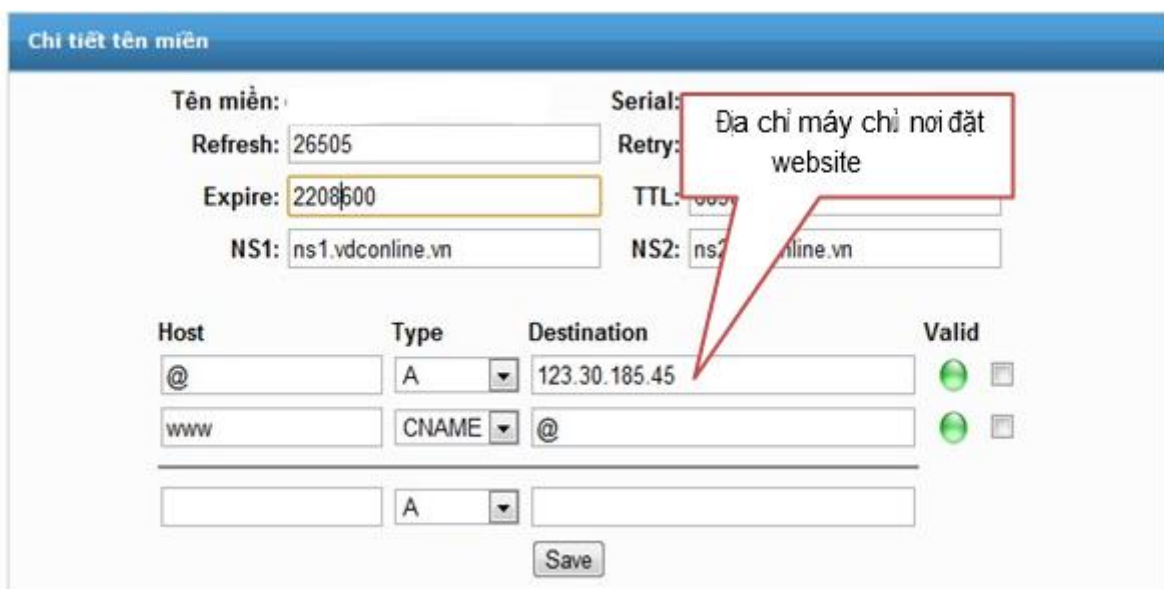 Chi tiết tên miền
Tên miền: Serial:
Refresh: 26505 Retry:
Địa chỉ máy chủ nơi đặt
website
Expire: 2208600 TTL:
NS1: ns1.vdconline.vn NS2:
Host Type Destination Valid
@ A 123.30.185.45
www CNAME @
A
Save